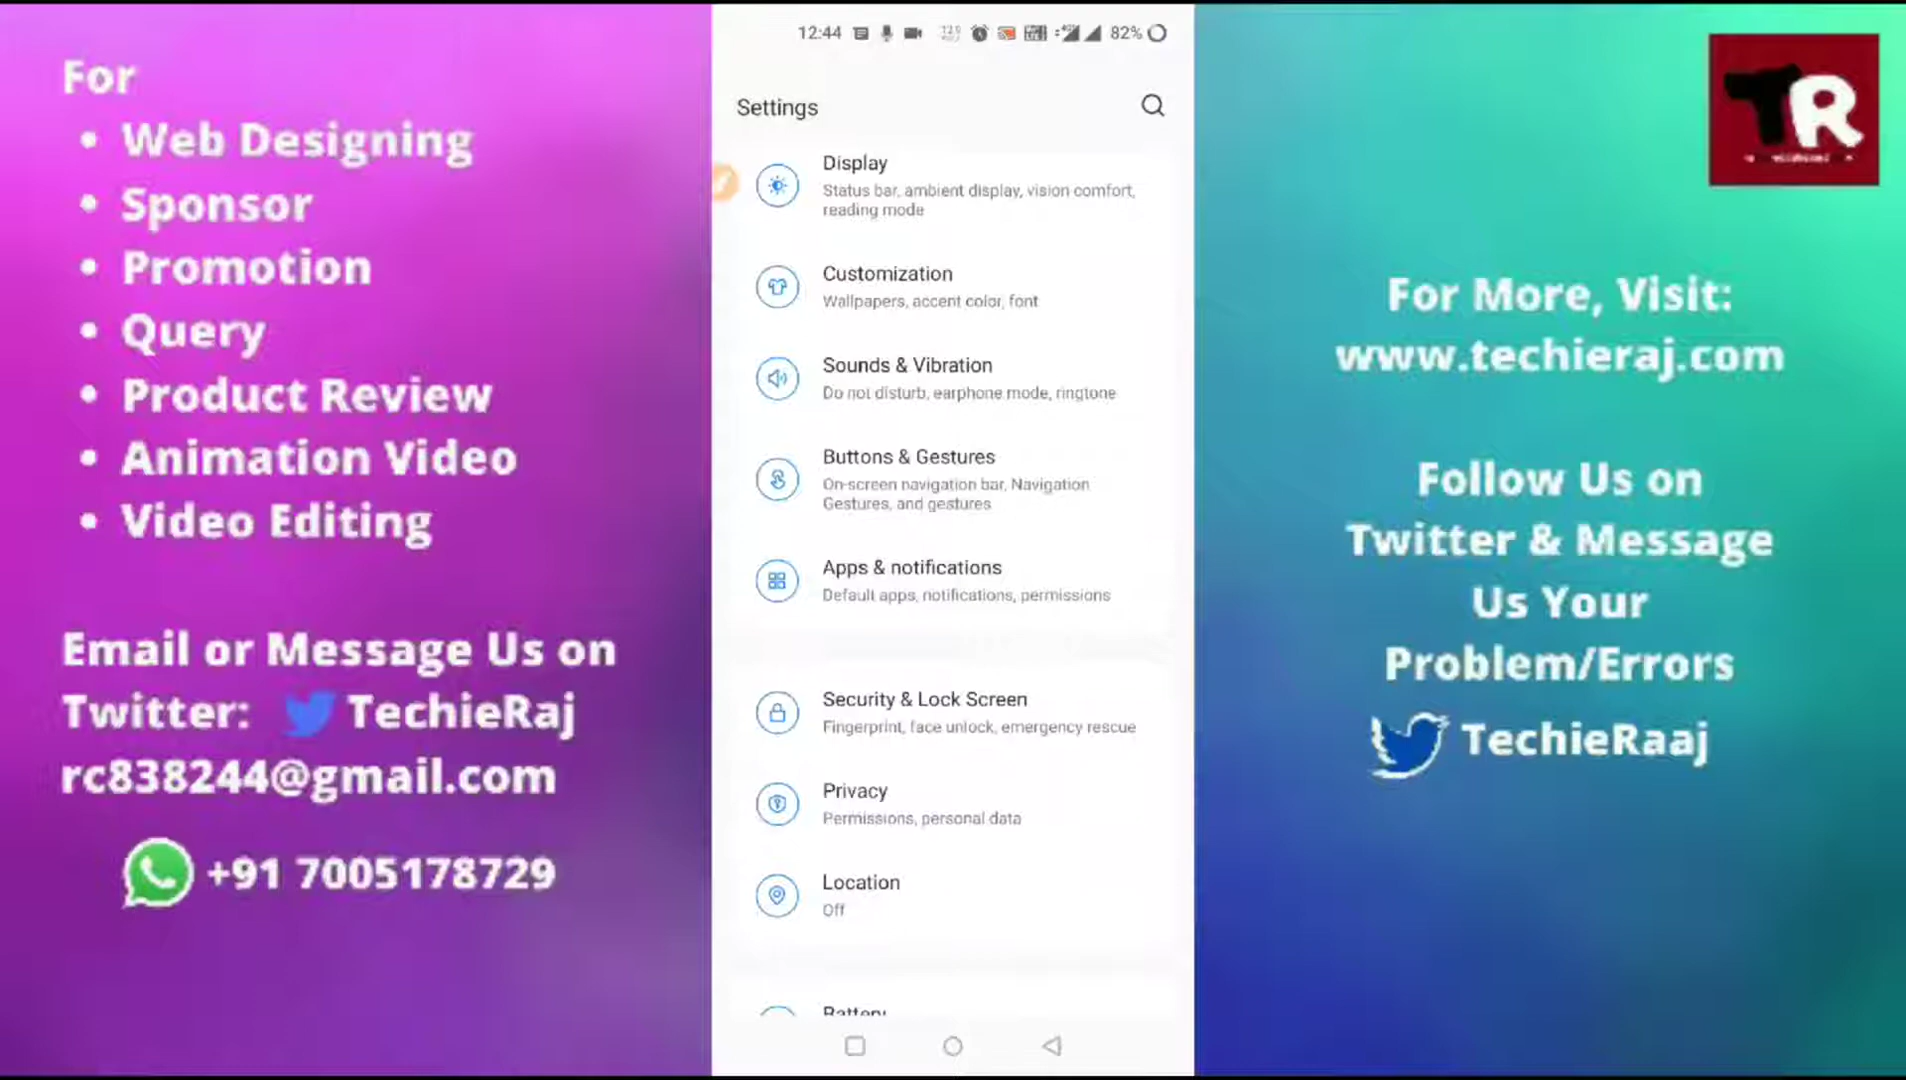 For
• Web Designing
• Sponsor
• Promotion
• Query
• Product Review
• Animation Video
• Video Editing
Email or Message Us on
Twitter: TechieRaj
rc838244@gmail.com
+91 7005178729
12:44
82%
Settings
Display
Status bar, ambient display, vision comfort,
reading mode
Customization
Wallpapers, accent color, font
Sounds & Vibration
Do not disturb, earphone mode, ringtone
Buttons & Gestures
On-screen navigation bar, Navigation
Gestures, and gestures
Apps & notifications
Default apps, notifications, permissions
Security & Lock Screen
Fingerprint, face unlock, emergency rescue
Privacy
Permissions, personal data
Location
Off
Battery
TR
For More, Visit:
www.techieraj.com
Follow Us on
Twitter & Message
Us Your
Problem/Errors
TechieRaaj